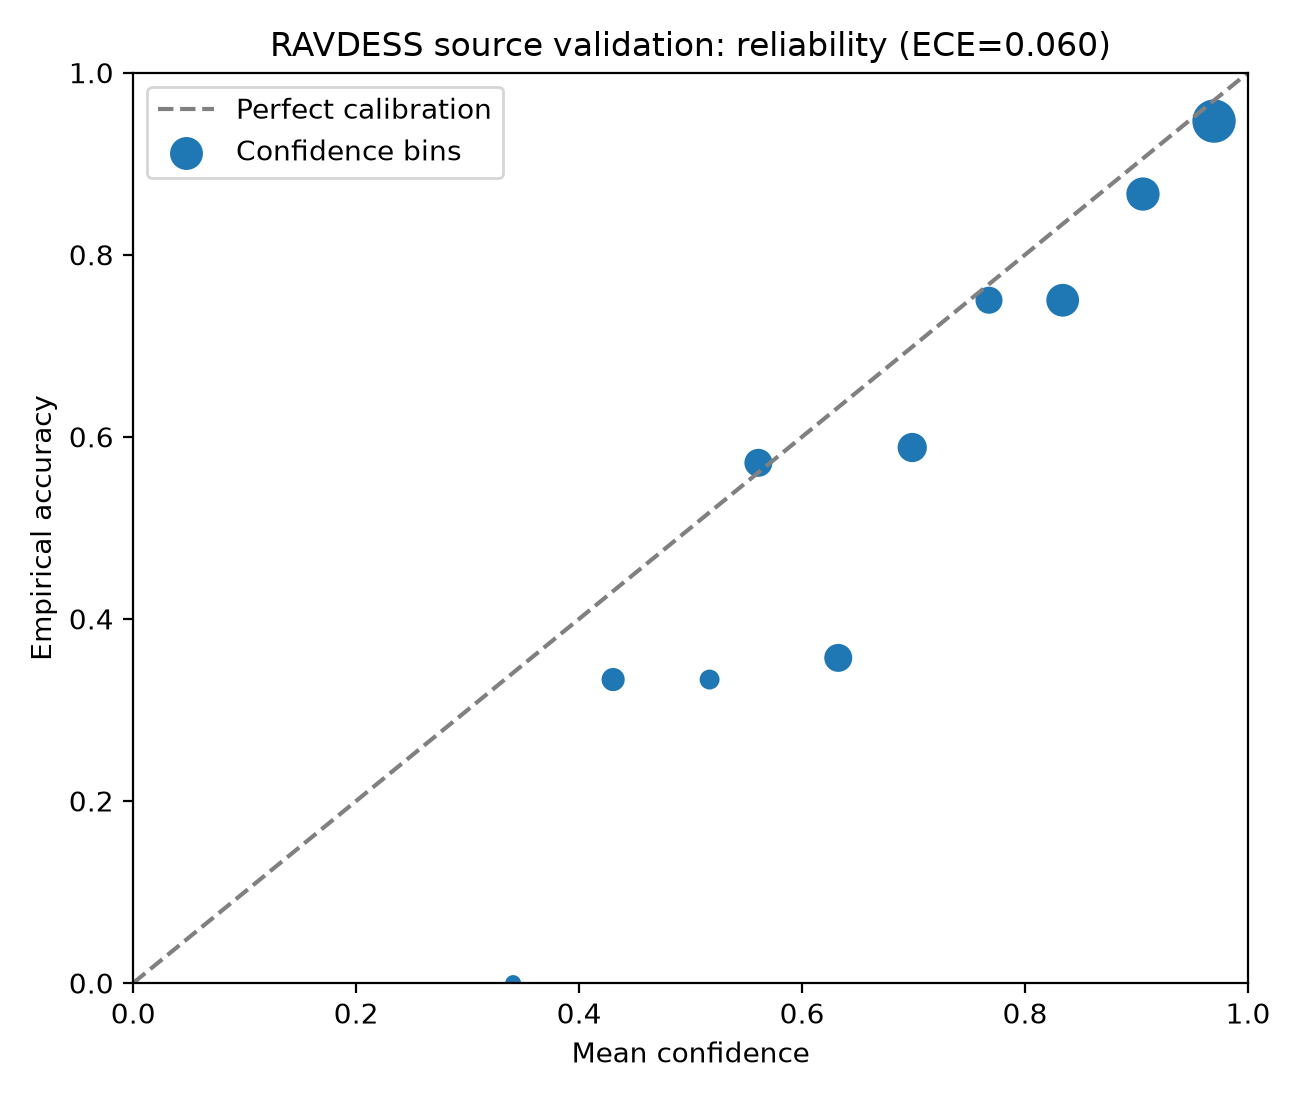 RAVDESS source validation: reliability (ECE=0.060)
Perfect calibration
Confidence bins
1.0
0.8
0.6
0.4
0.2
0.0
Empirical accuracy
0.0 0.2 0.4 0.6 0.8 1.0
Mean confidence